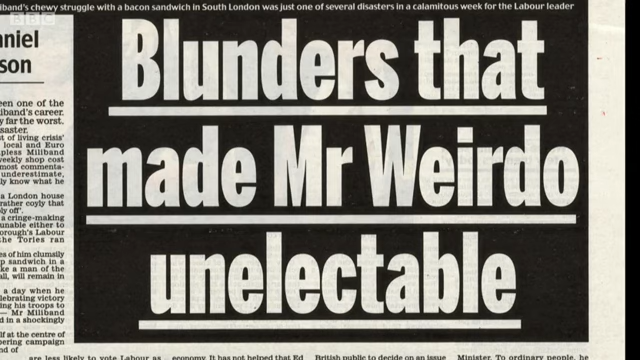 BBC
iband's chewy struggle with a bacon sandwich in South London was just one of several disasters in a calamitous week for the Labour leader
niel
son
Blunders that
made Mr Weirdo
unelectable
een one of the
iband's career.
y far the worst.
saster.
t of living crisis'
local and Euro
pless Miliband
weekly shop cost
most commenta-
underestimate,
ly know what he
a London house
rather coyly that
ly off".
a cringe-making
unable either to
orough's Labour
the Tories ran
es of him clumsily
p sandwich in a
ke a man of the
all, will remain in
a day when he
lebrating victory
ing his troops to
— Mr Miliband
d in a shockingly
lf at the centre of
pering campaign
nd of
are less likely to vote Labour as
economy. It has not helped that Ed
British public to decide on an issue
Minister. To ordinary people, he